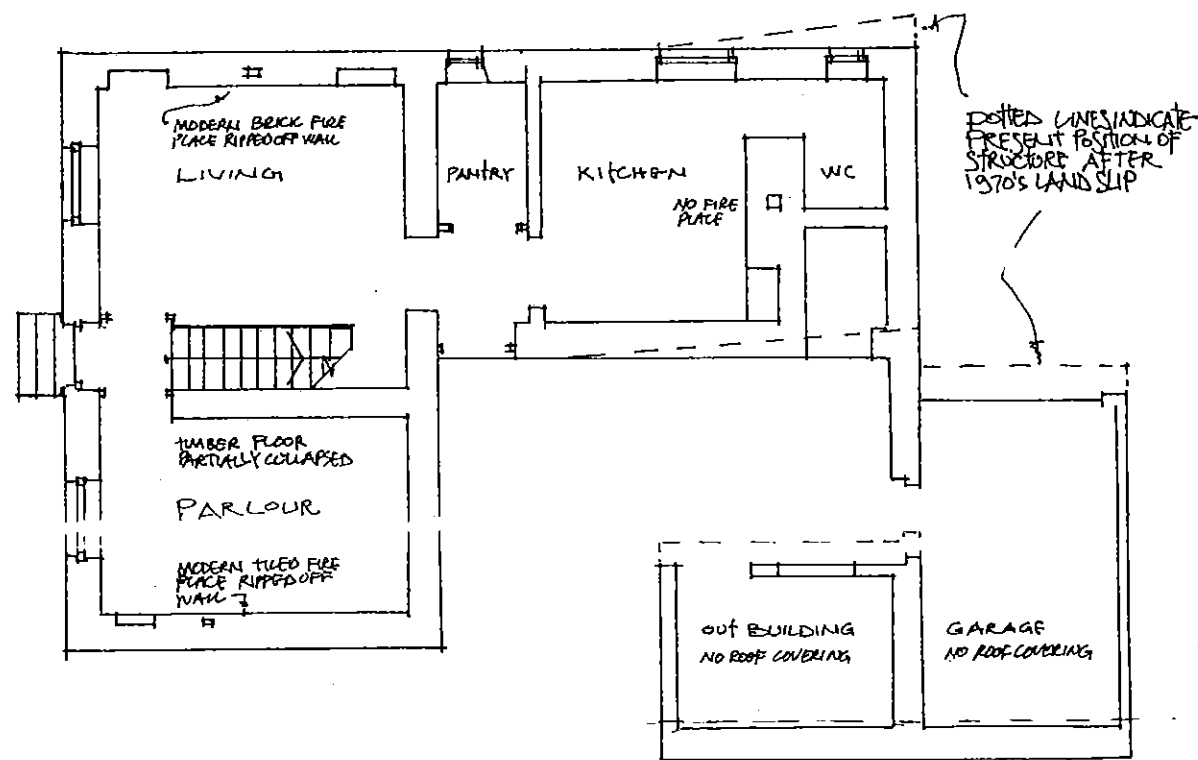 MODERN BRICK FIRE
PLACE RIPPED OFF WALL
LIVING
PANTRY
KITCHEN
NO FIRE
PLACE
WC
DOTTED LINES INDICATE
PRESENT POSITION OF
STRUCTURE AFTER
1970's LAND SLIP
TIMBER FLOOR
PARTIALLY COLLAPSED
PARLOUR
MODERN TILED FIRE
PLACE RIPPED OFF
WALL
OUT BUILDING
NO ROOF COVERING
GARAGE
NO ROOF COVERING